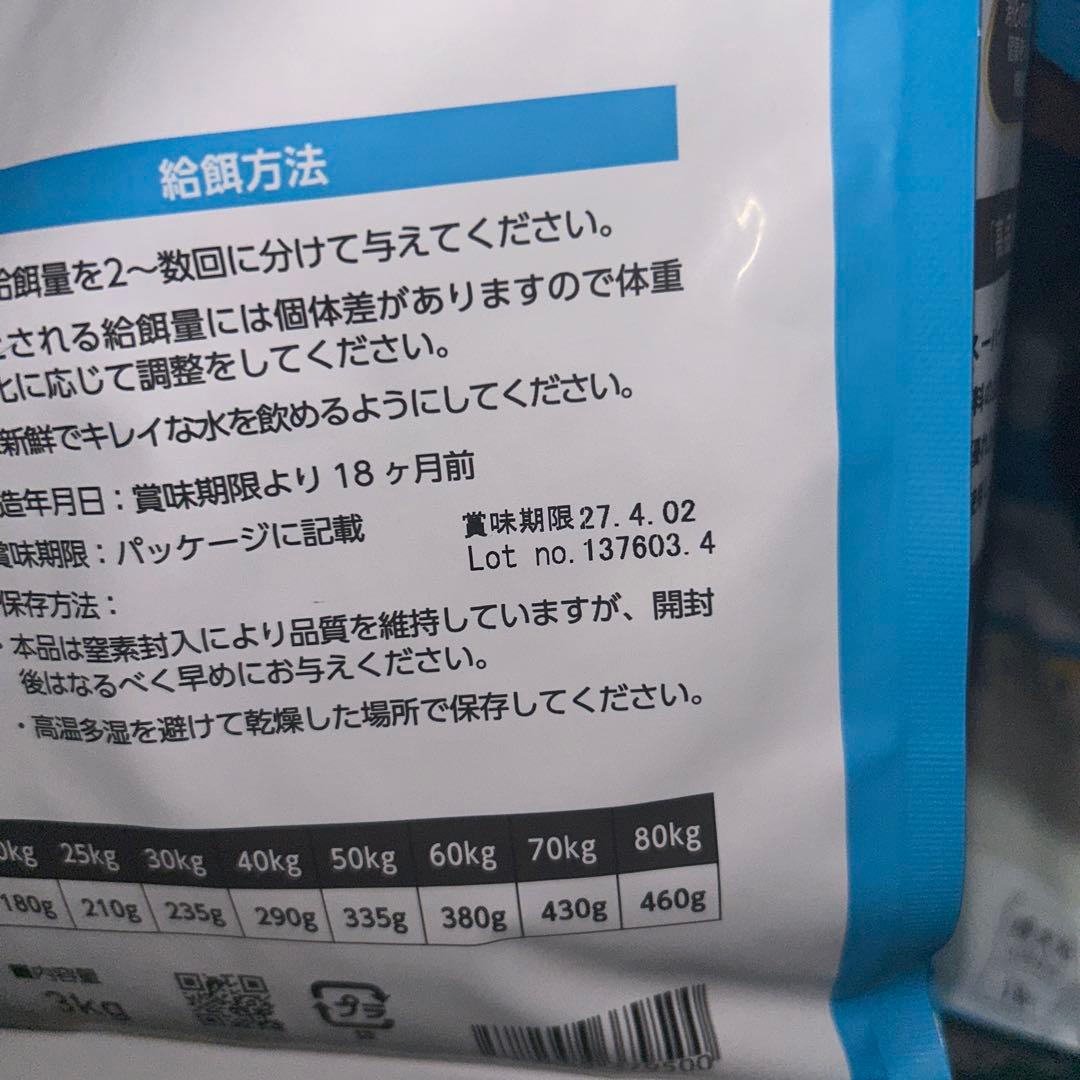 給餌方法
給餌量を2～数回に分けて与えてください。
される給餌量には個体差がありますので体重
化に応じて調整をしてください。
新鮮でキレイな水を飲めるようにしてください。
造年月日：賞味期限より 18 ヶ月前
賞味期限：パッケージに記載
賞味期限27.4.02
Lot no.137603.4
保存方法：
・本品は窒素封入により品質を維持していますが、開封
後はなるべく早めにお与えください。
・高温多湿を避けて乾燥した場所で保存してください。
0kg 25kg 30kg 40kg 50kg 60kg 70kg 80kg
180g 210g 235g 290g 335g 380g 430g 460g
■内容量
3kg
プラ